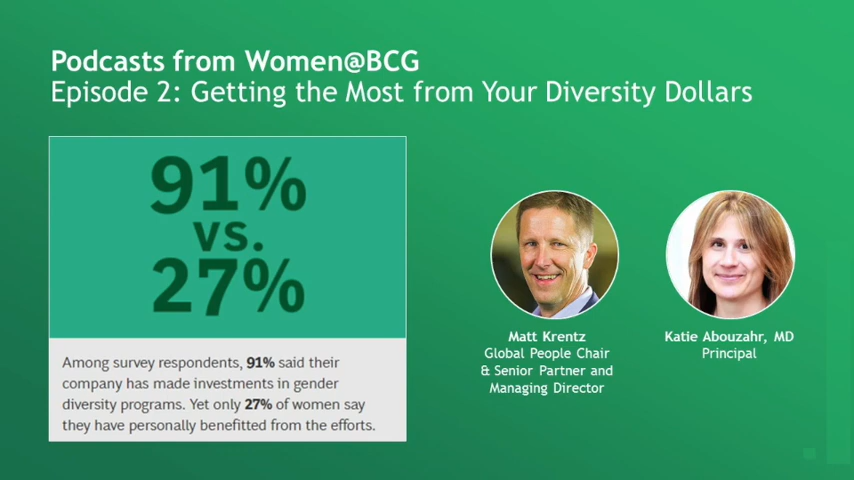 Podcasts from Women@BCG
Episode 2: Getting the Most from Your Diversity Dollars
91%
vs.
27%
Among survey respondents, 91% said their
company has made investments in gender
diversity programs. Yet only 27% of women say
they have personally benefitted from the efforts.
Matt Krentz
Global People Chair
& Senior Partner and
Managing Director
Katie Abouzahr, MD
Principal